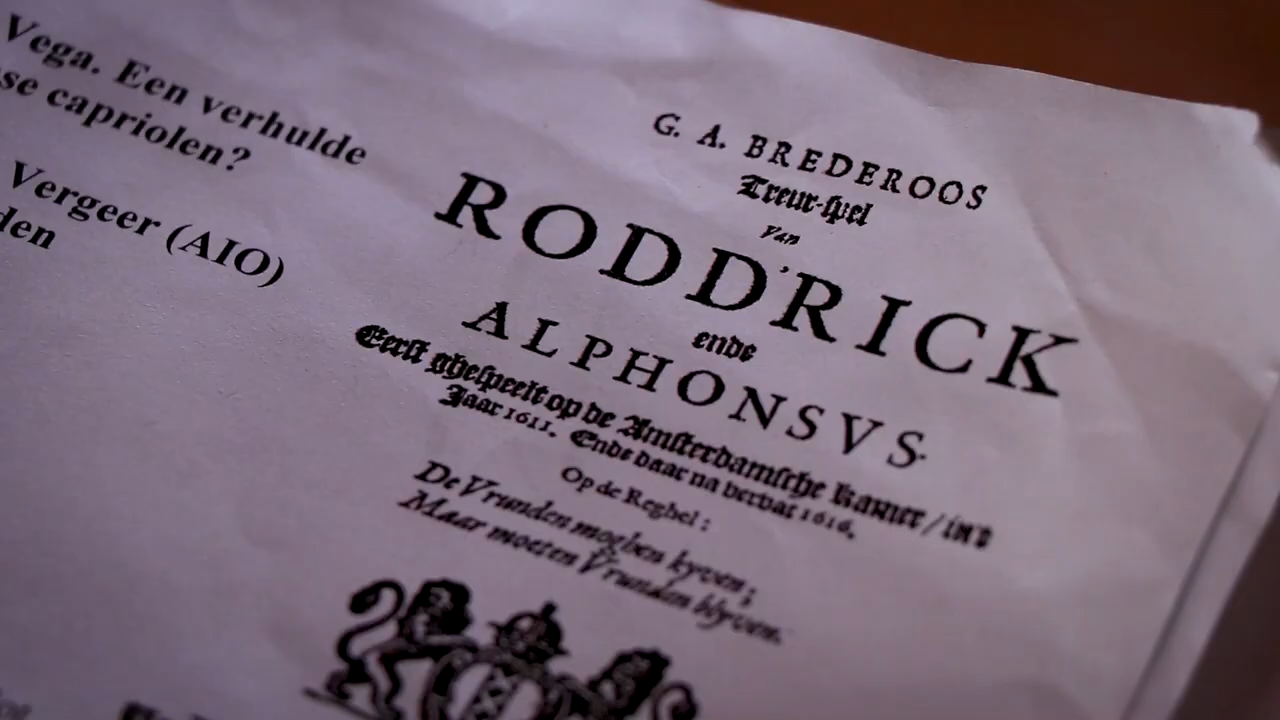 Vega. Een verhulde
se capriolen?
Vergeer (AIO)
den
G. A. BREDEROOS
Treur-spel
Van
RODD'RICK
ende
ALPHONSVS.
Eerst ghespeelt op de Amsterdamsche Kamer / in't
Jaar 1611. Ende daar na vervat 1616.
Op de Reghel:
De Vrunden moghen kyven;
Maar moeten Vrunden blyven.